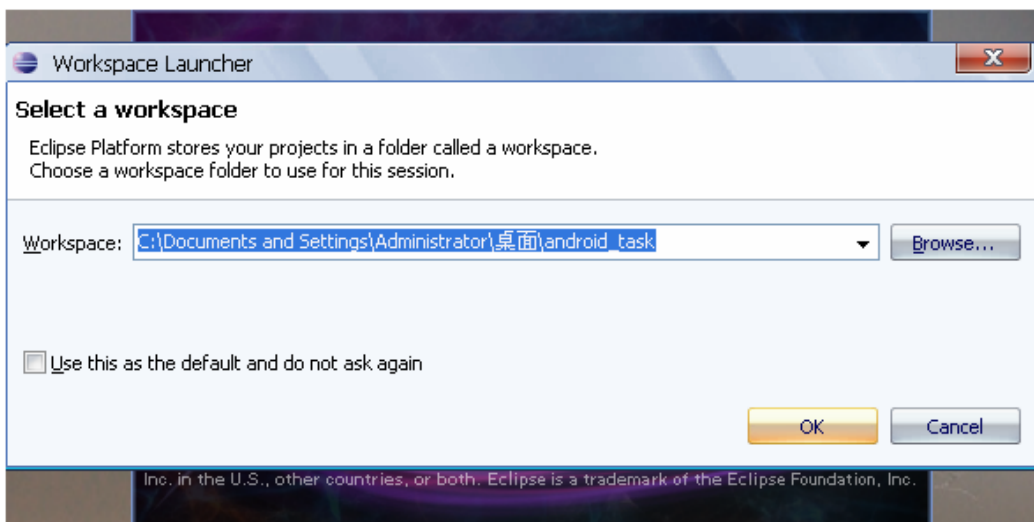 Workspace Launcher
Select a workspace
Eclipse Platform stores your projects in a folder called a workspace.
Choose a workspace folder to use for this session.
Workspace: C:\Documents and Settings\Administrator\桌面\android_task Browse...
Use this as the default and do not ask again
OK Cancel
Inc. in the U.S., other countries, or both. Eclipse is a trademark of the Eclipse Foundation, Inc.